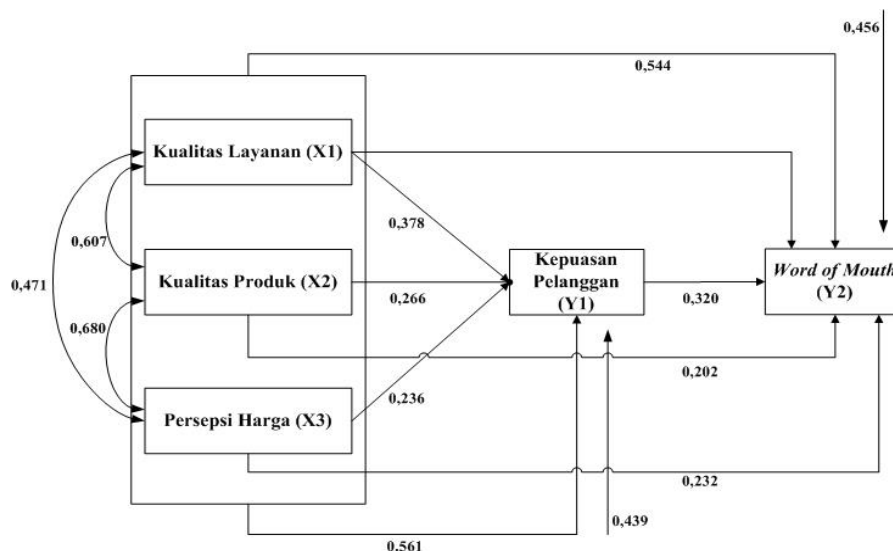 0,456
0,544
Kualitas Layanan (X1)
0,378
0,607
Kepuasan
Pelanggan
(Y1)
Word of Mouth
(Y2)
0,471
Kualitas Produk (X2)
0,266
0,320
0,680
0,202
0,236
Persepsi Harga (X3)
0,232
0,439
0,561